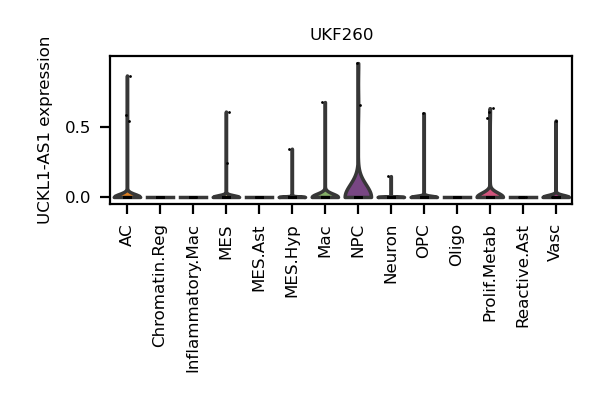 UKF260
UCKL1-AS1 expression
0.5
0.0
AC
Chromatin.Reg
Inflammatory.Mac
MES
MES.Ast
MES.Hyp
Mac
NPC
Neuron
OPC
Oligo
Prolif.Metab
Reactive.Ast
Vasc